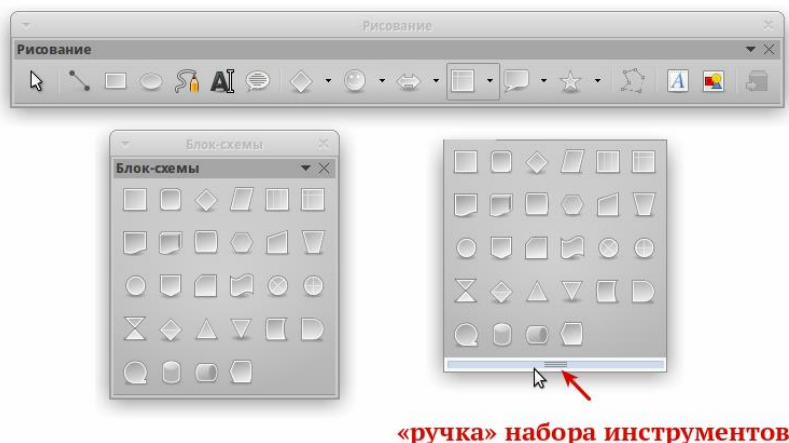 Рисование
Рисование
Блок-схемы
Блок-схемы
«ручка» набора инструментов